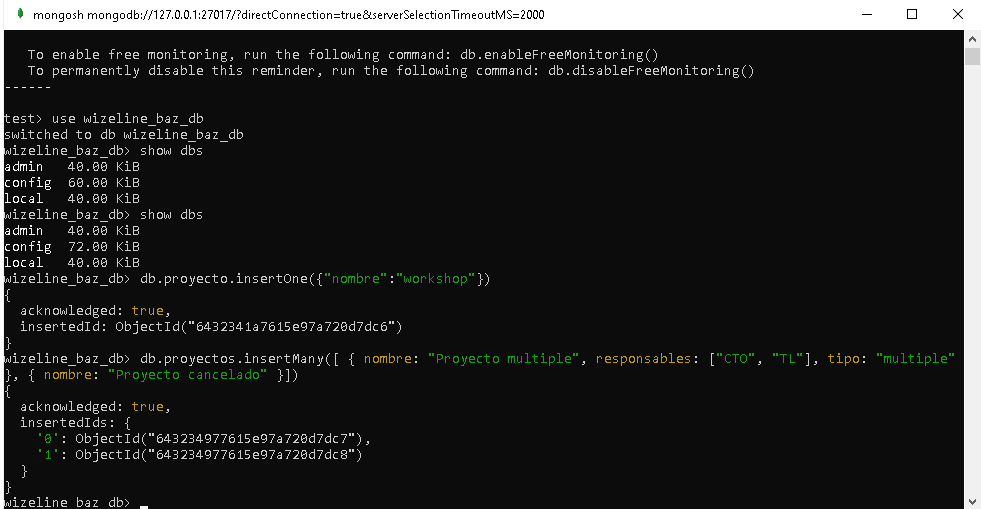 mongosh mongodb://127.0.0.1:27017/?directConnection=true&serverSelectionTimeoutMS=2000
To enable free monitoring, run the following command: db.enableFreeMonitoring()
To permanently disable this reminder, run the following command: db.disableFreeMonitoring()
------
test> use wizeline_baz_db
switched to db wizeline_baz_db
wizeline_baz_db> show dbs
admin   40.00 KiB
config  60.00 KiB
local   40.00 KiB
wizeline_baz_db> show dbs
admin   40.00 KiB
config  72.00 KiB
local   40.00 KiB
wizeline_baz_db> db.proyecto.insertOne({"nombre":"workshop"})
{
  acknowledged: true,
  insertedId: ObjectId("6432341a7615e97a720d7dc6")
}
wizeline_baz_db> db.proyectos.insertMany([ { nombre: "Proyecto multiple", responsables: ["CTO", "TL"], tipo: "multiple"
}, { nombre: "Proyecto cancelado" }])
{
  acknowledged: true,
  insertedIds: {
    '0': ObjectId("643234977615e97a720d7dc7"),
    '1': ObjectId("643234977615e97a720d7dc8")
  }
}
wizeline_baz_db>